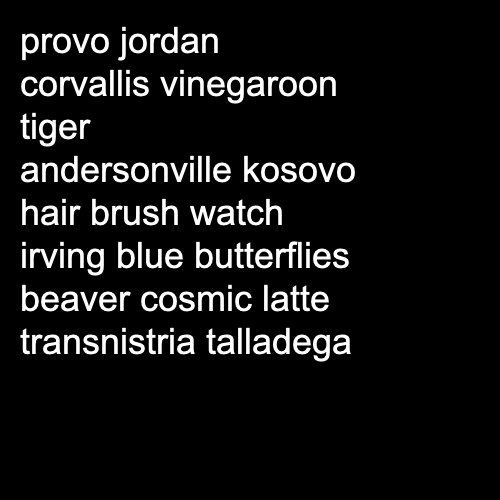 provo jordan
corvallis vinegaroon
tiger
andersonville kosovo
hair brush watch
irving blue butterflies
beaver cosmic latte
transnistria talladega